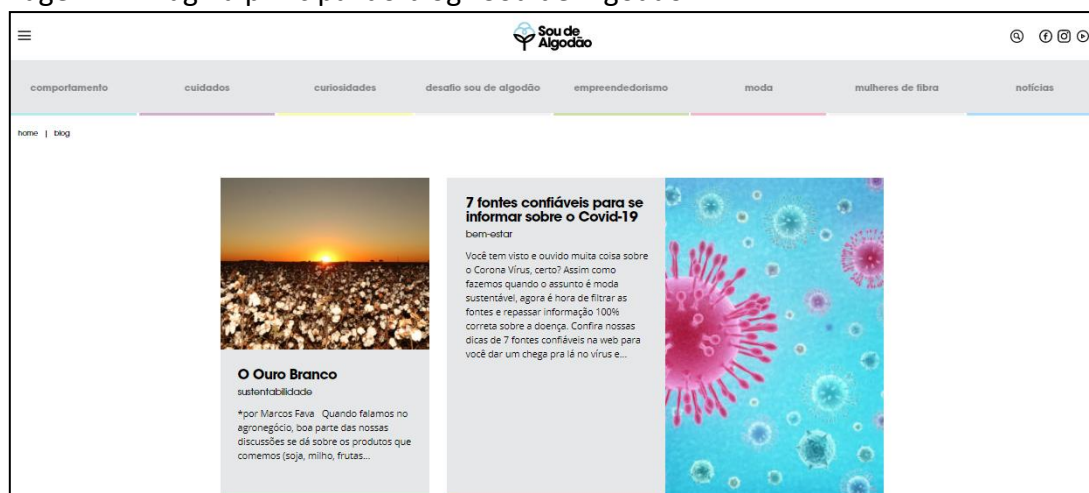 Sou de
Algodão
comportamento cuidados curiosidades desafio sou de algodão empreendedorismo moda mulheres de fibra notícias
home | blog
O Ouro Branco
sustentabilidade
*por Marcos Fava Quando falamos no
agronegócio, boa parte das nossas
discussões se dá sobre os produtos que
comemos (soja, milho, frutas...
7 fontes confiáveis para se
informar sobre o Covid-19
bem-estar
Você tem visto e ouvido muita coisa sobre
o Corona Vírus, certo? Assim como
fazemos quando o assunto é moda
sustentável, agora é hora de filtrar as
fontes e repassar informação 100%
correta sobre a doença. Confira nossas
dicas de 7 fontes confiáveis na web para
você dar um chega pra lá no vírus e...